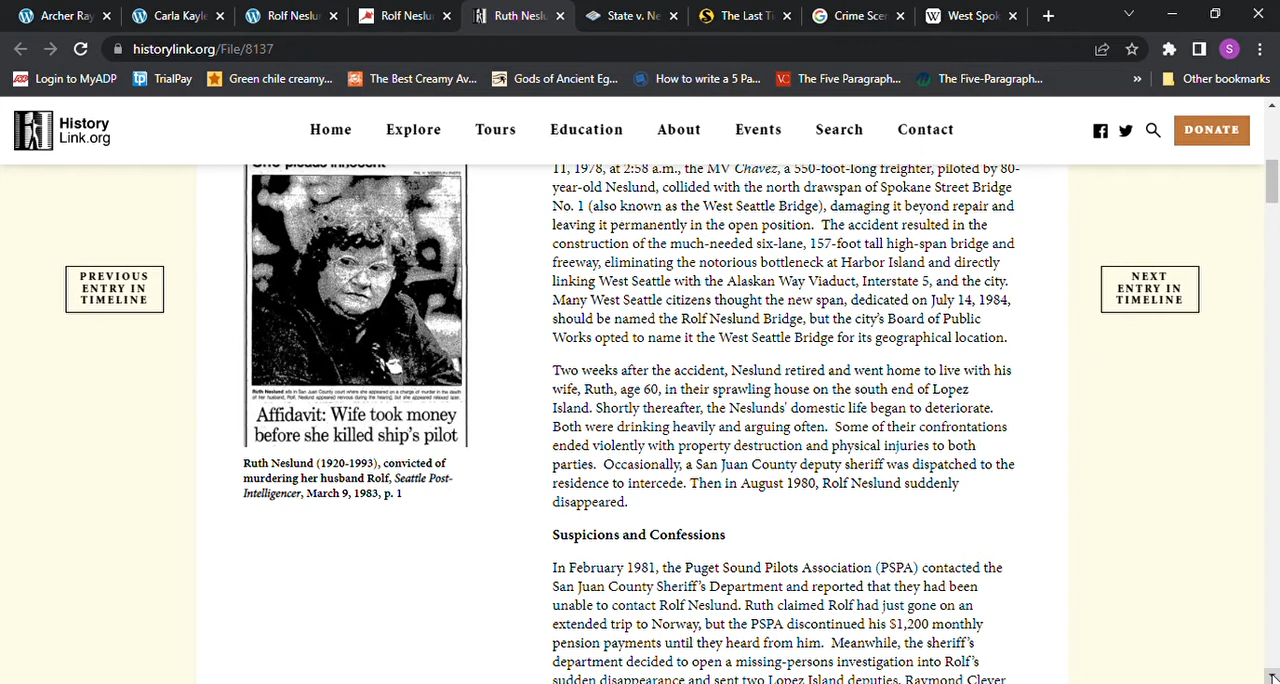 Archer Ray
Carla Kayle
Rolf Neslun
Rolf Neslu
Ruth Neslu
State v. Ne
The Last Ti
Crime Scen
West Spok
historylink.org/File/8137
S
Login to MyADP
TrialPay
Green chile creamy...
The Best Creamy Av...
Gods of Ancient Eg...
How to write a 5 Pa...
The Five Paragraph...
The Five-Paragraph...
»
Other bookmarks
History
Link.org
Home
Explore
Tours
Education
About
Events
Search
Contact
DONATE
PREVIOUS
ENTRY IN
TIMELINE
Affidavit: Wife took money
before she killed ship's pilot
Ruth Neslund (1920-1993), convicted of
murdering her husband Rolf, Seattle Post-
Intelligencer, March 9, 1983, p. 1
11, 1978, at 2:58 a.m., the MV Chavez, a 550-foot-long freighter, piloted by 80-
year-old Neslund, collided with the north drawspan of Spokane Street Bridge
No. 1 (also known as the West Seattle Bridge), damaging it beyond repair and
leaving it permanently in the open position.  The accident resulted in the
construction of the much-needed six-lane, 157-foot tall high-span bridge and
freeway, eliminating the notorious bottleneck at Harbor Island and directly
linking West Seattle with the Alaskan Way Viaduct, Interstate 5, and the city.
Many West Seattle citizens thought the new span, dedicated on July 14, 1984,
should be named the Rolf Neslund Bridge, but the city's Board of Public
Works opted to name it the West Seattle Bridge for its geographical location.
Two weeks after the accident, Neslund retired and went home to live with his
wife, Ruth, age 60, in their sprawling house on the south end of Lopez
Island. Shortly thereafter, the Neslunds' domestic life began to deteriorate.
Both were drinking heavily and arguing often.  Some of their confrontations
ended violently with property destruction and physical injuries to both
parties.  Occasionally, a San Juan County deputy sheriff was dispatched to the
residence to intercede. Then in August 1980, Rolf Neslund suddenly
disappeared.
Suspicions and Confessions
In February 1981, the Puget Sound Pilots Association (PSPA) contacted the
San Juan County Sheriff's Department and reported that they had been
unable to contact Rolf Neslund. Ruth claimed Rolf had just gone on an
extended trip to Norway, but the PSPA discontinued his $1,200 monthly
pension payments until they heard from him.  Meanwhile, the sheriff's
department decided to open a missing-persons investigation into Rolf's
sudden disappearance and sent two Lopez Island deputies, Raymond Clever
NEXT
ENTRY IN
TIMELINE